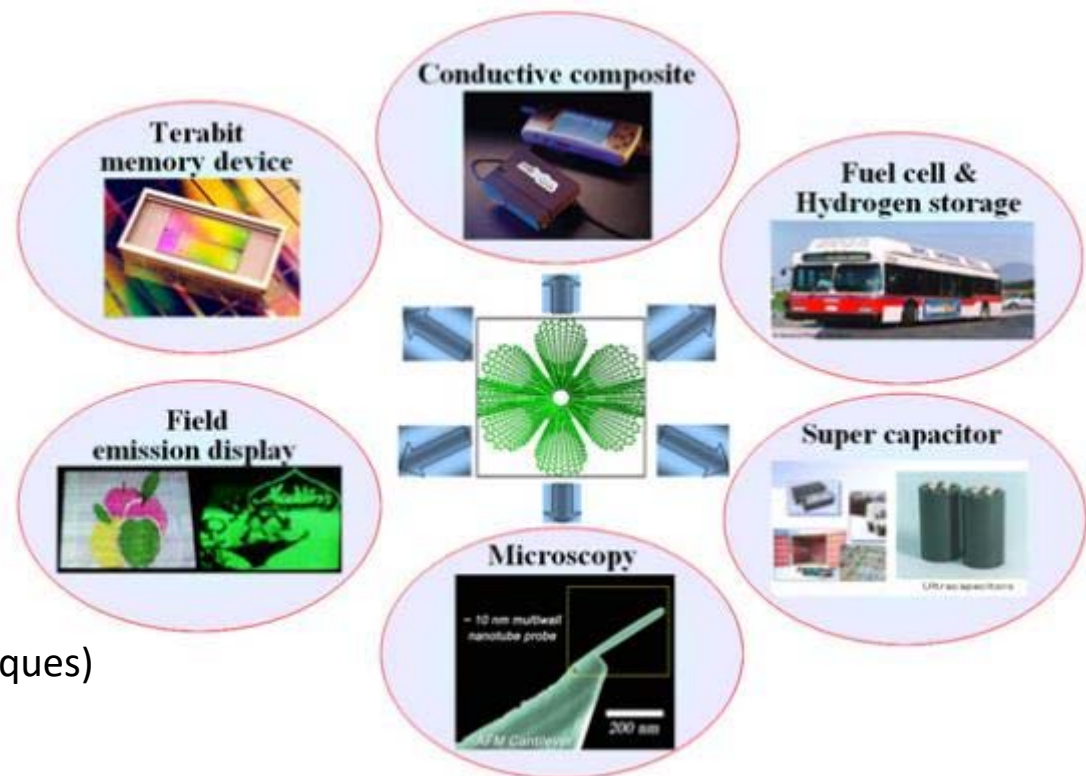 Conductive composite
Terabit
memory device
Fuel cell &
Hydrogen storage
Field
emission display
Super capacitor
Ultracapacitors
Microscopy
~ 10 nm multiwall
nanotube probe
200 nm
AFM Cantilever
ques)